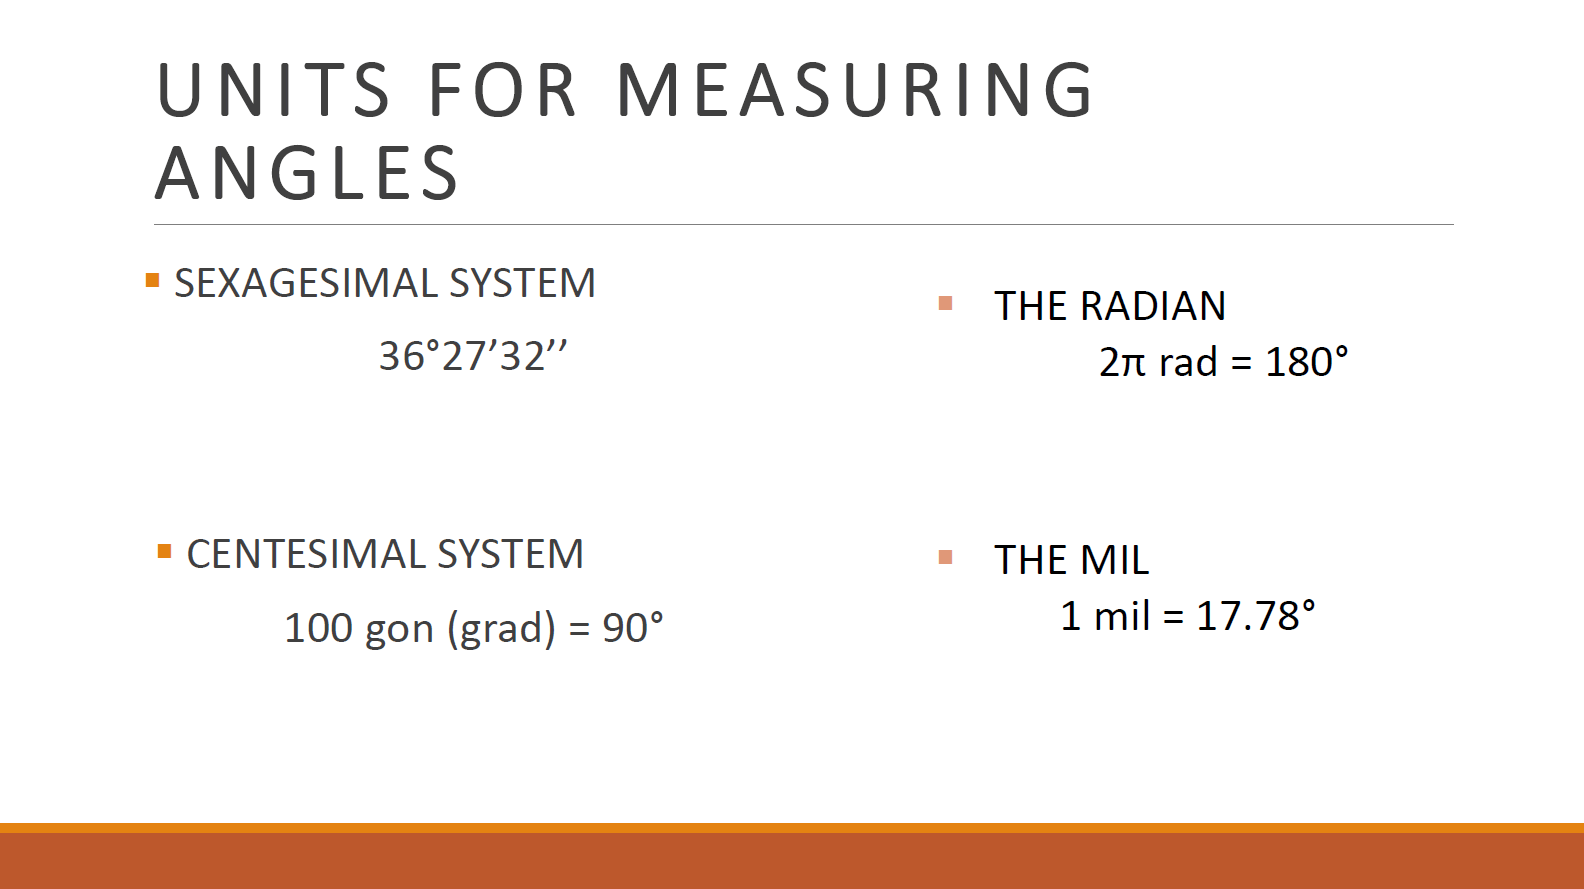 UNITS FOR MEASURING
ANGLES
SEXAGESIMAL SYSTEM
36°27’32’’
CENTESIMAL SYSTEM
100 gon (grad) = 90°
THE RADIAN
2π rad = 180°
THE MIL
1 mil = 17.78°